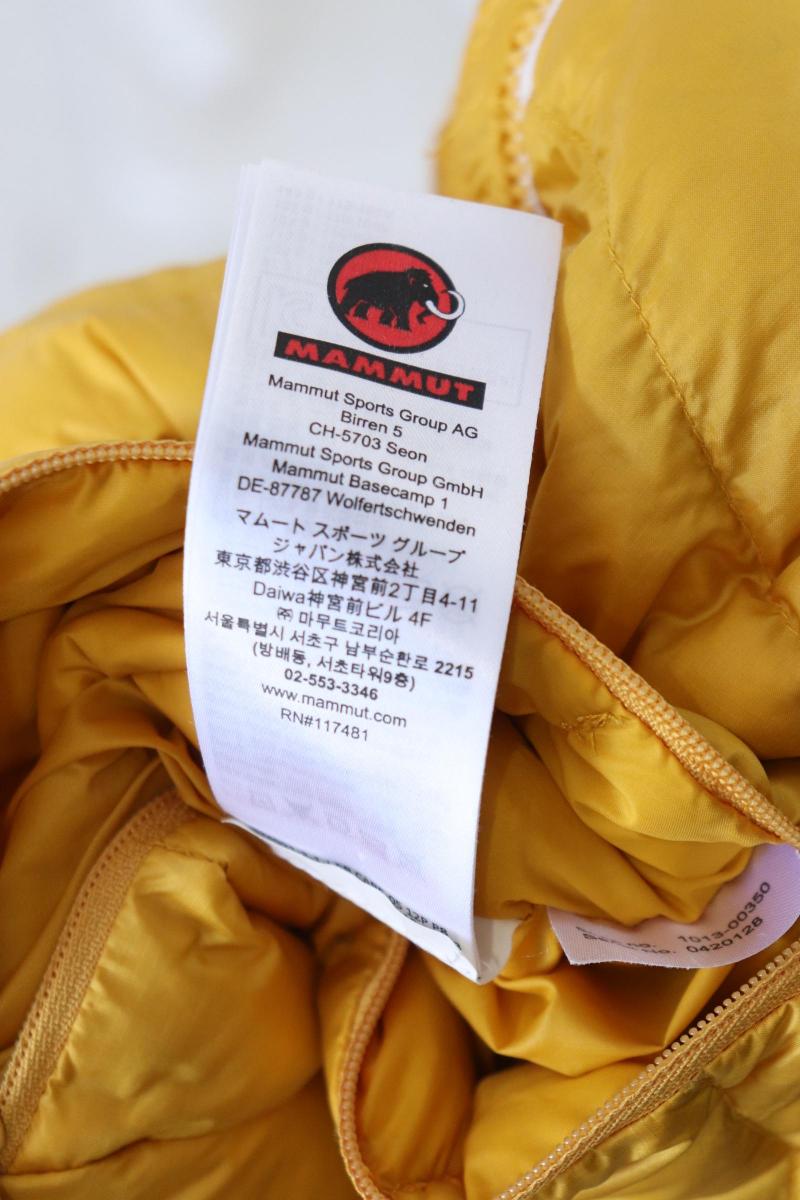 MAMMUT
Mammut Sports Group AG
Birren 5
CH-5703 Seon
Mammut Sports Group GmbH
Mammut Basecamp 1
DE-87787 Wolfertschwenden
マムート スポーツ グループ
ジャパン株式会社
東京都渋谷区神宮前2丁目4-11
Daiwa神宮前ビル 4F
㈜ 마무트코리아
서울특별시 서초구 남부순환로 2215
(방배동, 서초타워9층)
02-553-3346
www.mammut.com
RN#117481
no. 1013-00350
No. 0420128